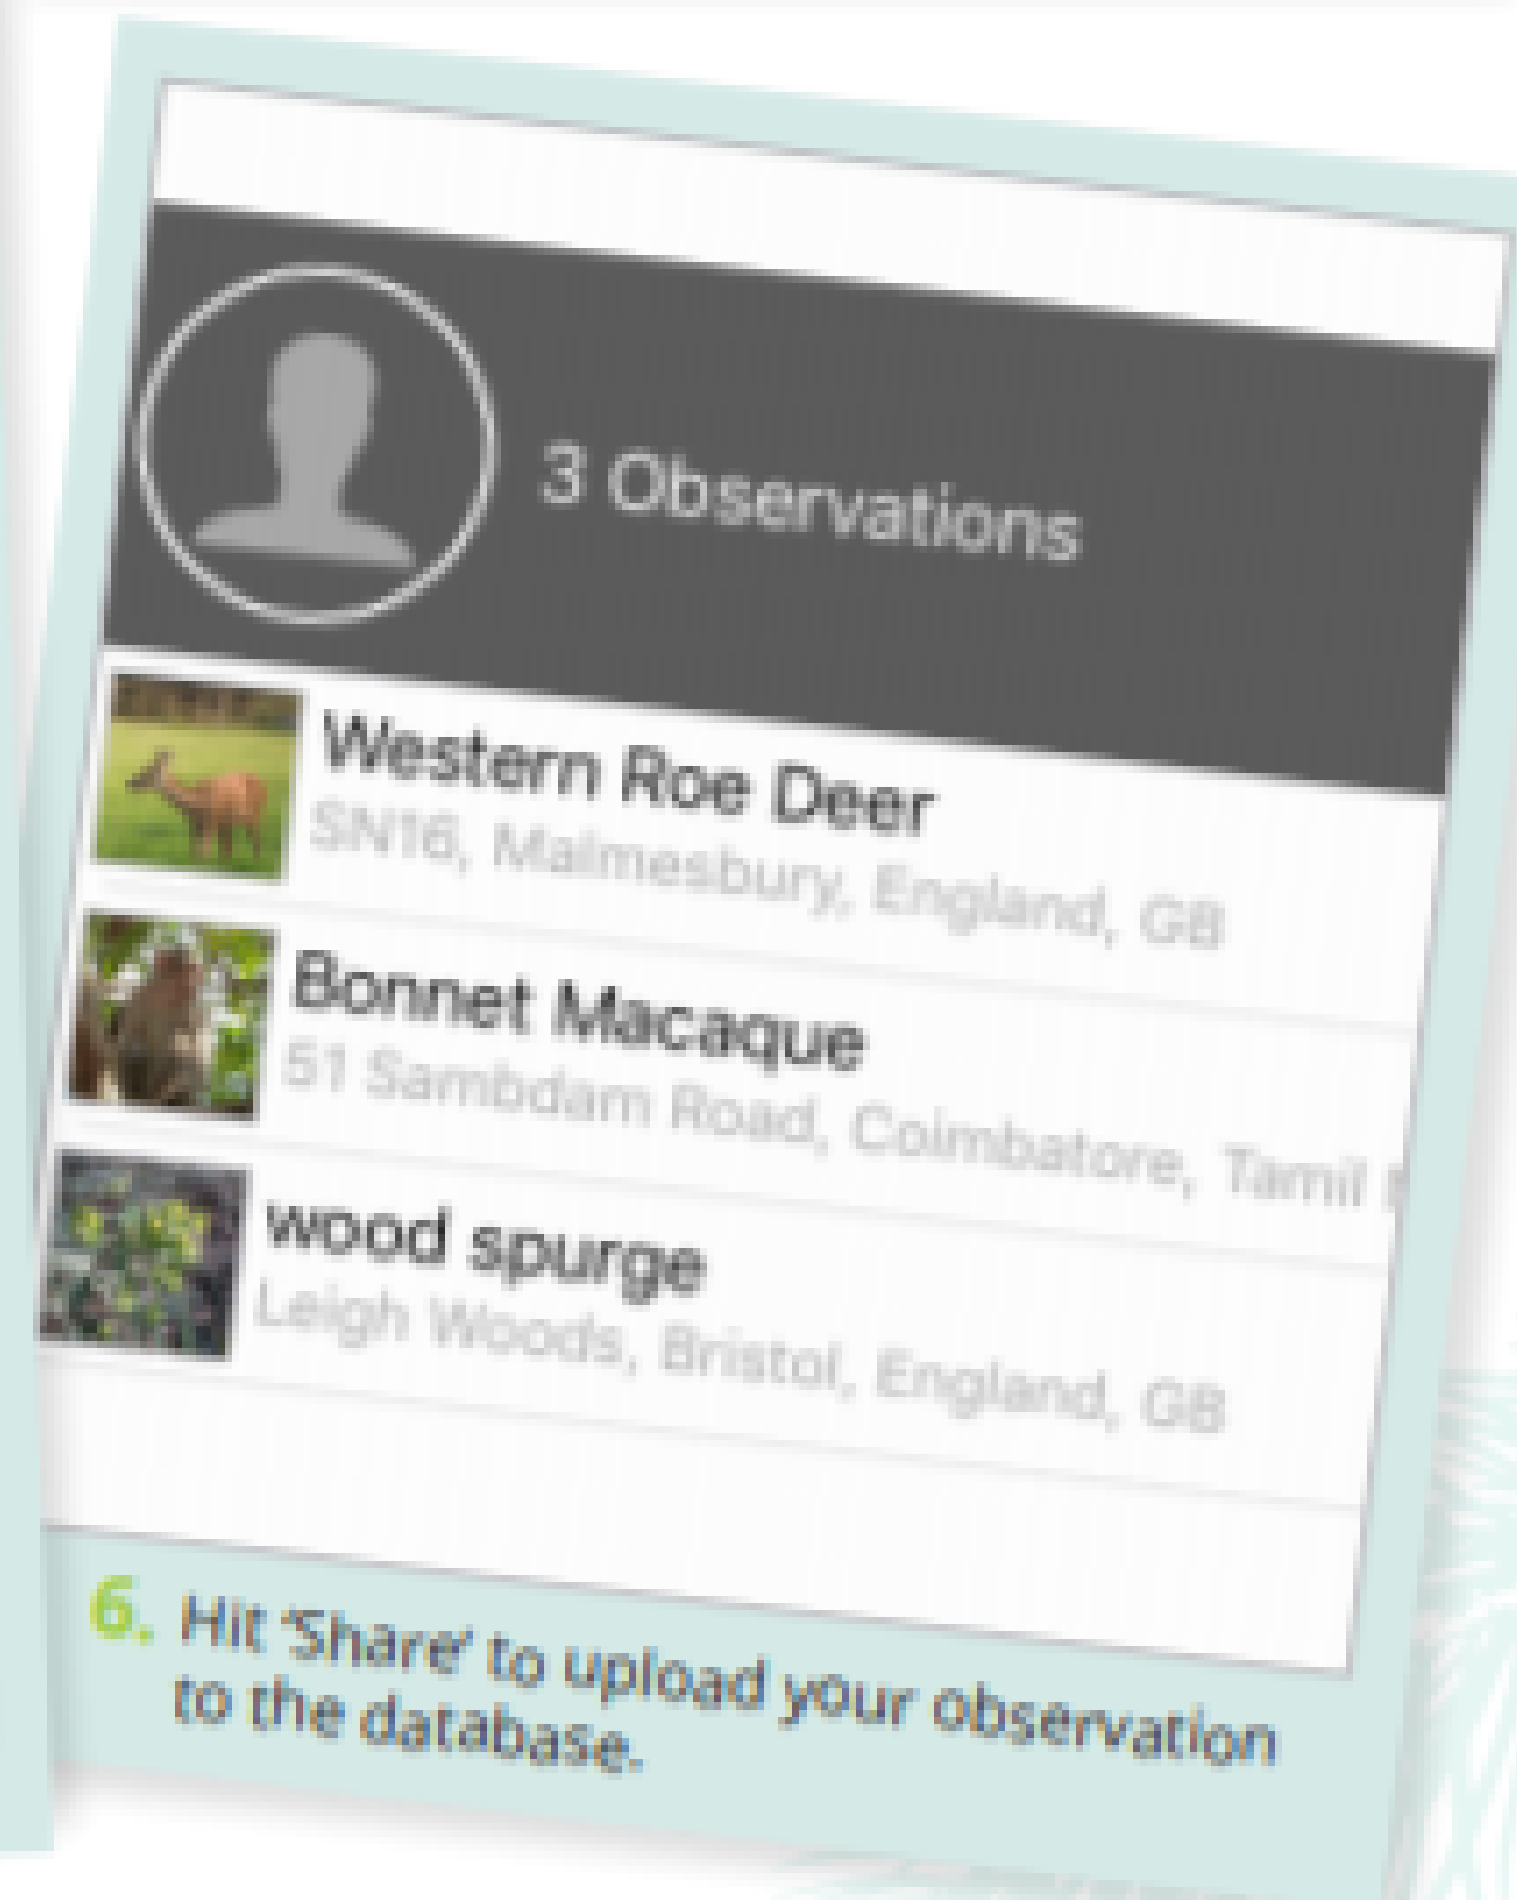 3 Observations
Western Roe Deer
SN16, Malmesbury, England, GB
Bonnet Macaque
51 Sambdam Road, Coimbatore, Tamil
wood spurge
Leigh Woods, Bristol, England, GB
6. Hit ‘Share’ to upload your observation
to the database.